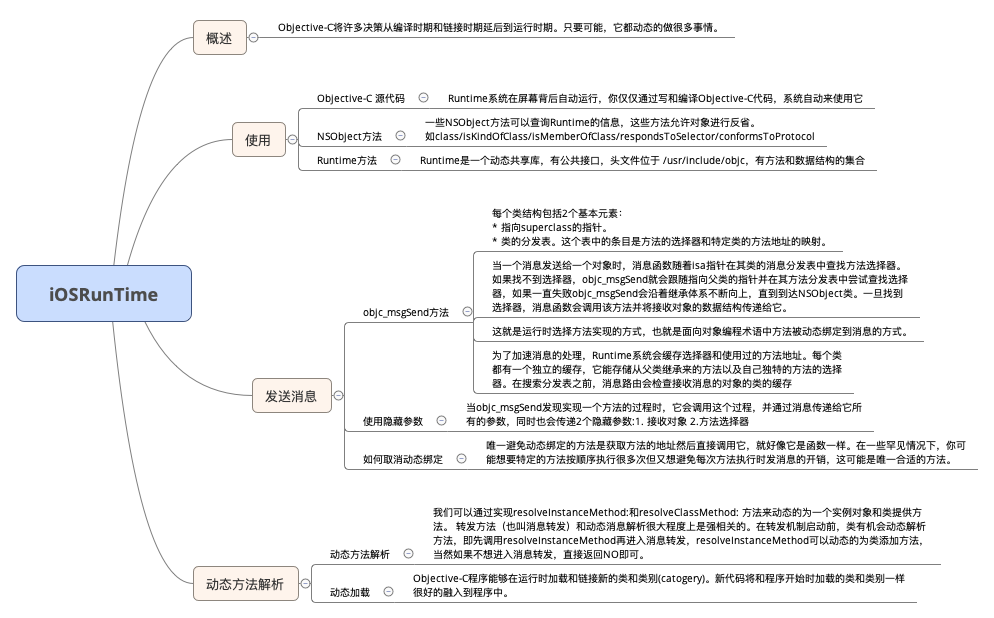 iOSRunTime
概述
Objective-C将许多决策从编译时期和链接时期延后到运行时期。只要可能，它都动态的做很多事情。
使用
Objective-C 源代码
Runtime系统在屏幕背后自动运行，你仅仅通过写和编译Objective-C代码，系统自动来使用它
NSObject方法
一些NSObject方法可以查询Runtime的信息，这些方法允许对象进行反省。
如class/isKindOfClass/isMemberOfClass/respondsToSelector/conformsToProtocol
Runtime方法
Runtime是一个动态共享库，有公共接口，头文件位于 /usr/include/objc，有方法和数据结构的集合
发送消息
objc_msgSend方法
每个类结构包括2个基本元素：
* 指向superclass的指针。
* 类的分发表。这个表中的条目是方法的选择器和特定类的方法地址的映射。
当一个消息发送给一个对象时，消息函数随着isa指针在其类的消息分发表中查找方法选择器。
如果找不到选择器，objc_msgSend就会跟随指向父类的指针并在其方法分发表中尝试查找选择
器，如果一直失败objc_msgSend会沿着继承体系不断向上，直到到达NSObject类。一旦找到
选择器，消息函数会调用该方法并将接收对象的数据结构传递给它。
这就是运行时选择方法实现的方式，也就是面向对象编程术语中方法被动态绑定到消息的方式。
为了加速消息的处理，Runtime系统会缓存选择器和使用过的方法地址。每个类
都有一个独立的缓存，它能存储从父类继承来的方法以及自己独特的方法的选择
器。在搜索分发表之前，消息路由会检查接收消息的对象的类的缓存
使用隐藏参数
当objc_msgSend发现实现一个方法的过程时，它会调用这个过程，并通过消息传递给它所
有的参数，同时也会传递2个隐藏参数:1. 接收对象 2.方法选择器
如何取消动态绑定
唯一避免动态绑定的方法是获取方法的地址然后直接调用它，就好像它是函数一样。在一些罕见情况下，你可
能想要特定的方法按顺序执行很多次但又想避免每次方法执行时发消息的开销，这可能是唯一合适的方法。
动态方法解析
动态方法解析
我们可以通过实现resolveInstanceMethod:和resolveClassMethod: 方法来动态的为一个实例对象和类提供方
法。 转发方法（也叫消息转发）和动态消息解析很大程度上是强相关的。在转发机制启动前，类有机会动态解析
方法，即先调用resolveInstanceMethod再进入消息转发，resolveInstanceMethod可以动态的为类添加方法，
当然如果不想进入消息转发，直接返回NO即可。
动态加载
Objective-C程序能够在运行时加载和链接新的类和类别(catogery)。新代码将和程序开始时加载的类和类别一样
很好的融入到程序中。